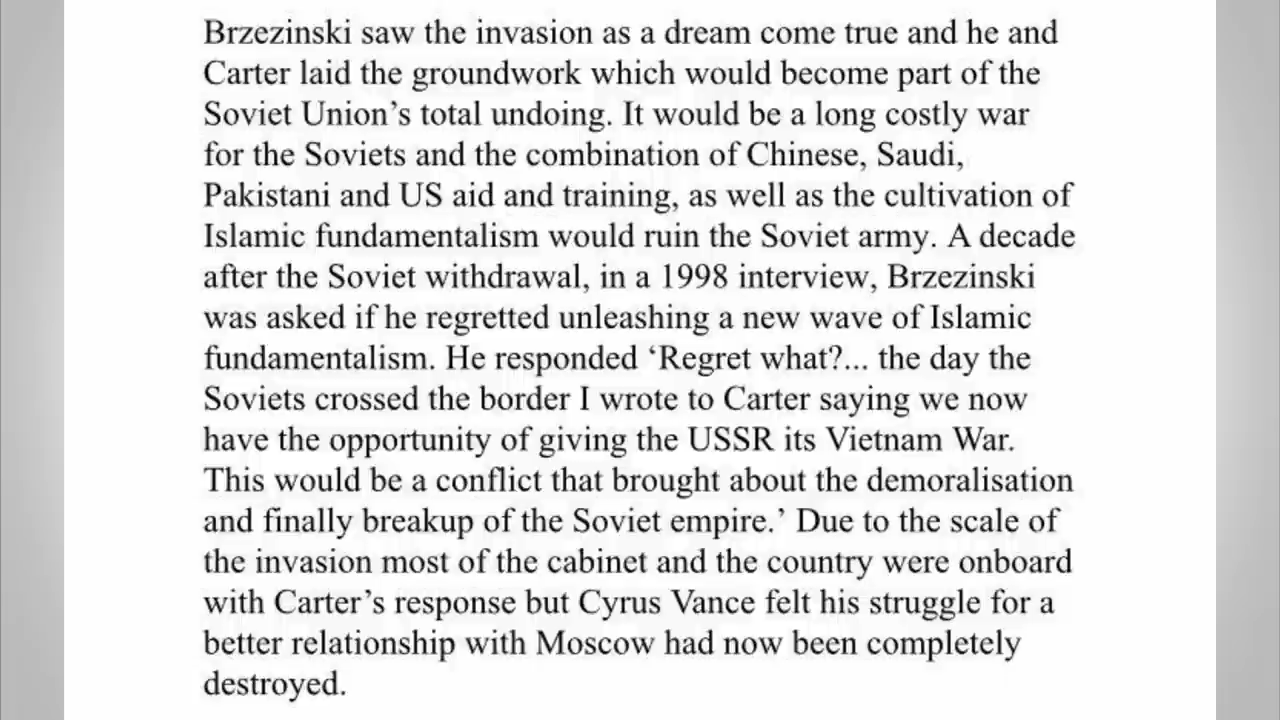 Brzezinski saw the invasion as a dream come true and he and
Carter laid the groundwork which would become part of the
Soviet Union’s total undoing. It would be a long costly war
for the Soviets and the combination of Chinese, Saudi,
Pakistani and US aid and training, as well as the cultivation of
Islamic fundamentalism would ruin the Soviet army. A decade
after the Soviet withdrawal, in a 1998 interview, Brzezinski
was asked if he regretted unleashing a new wave of Islamic
fundamentalism. He responded ‘Regret what?... the day the
Soviets crossed the border I wrote to Carter saying we now
have the opportunity of giving the USSR its Vietnam War.
This would be a conflict that brought about the demoralisation
and finally breakup of the Soviet empire.’ Due to the scale of
the invasion most of the cabinet and the country were onboard
with Carter’s response but Cyrus Vance felt his struggle for a
better relationship with Moscow had now been completely
destroyed.